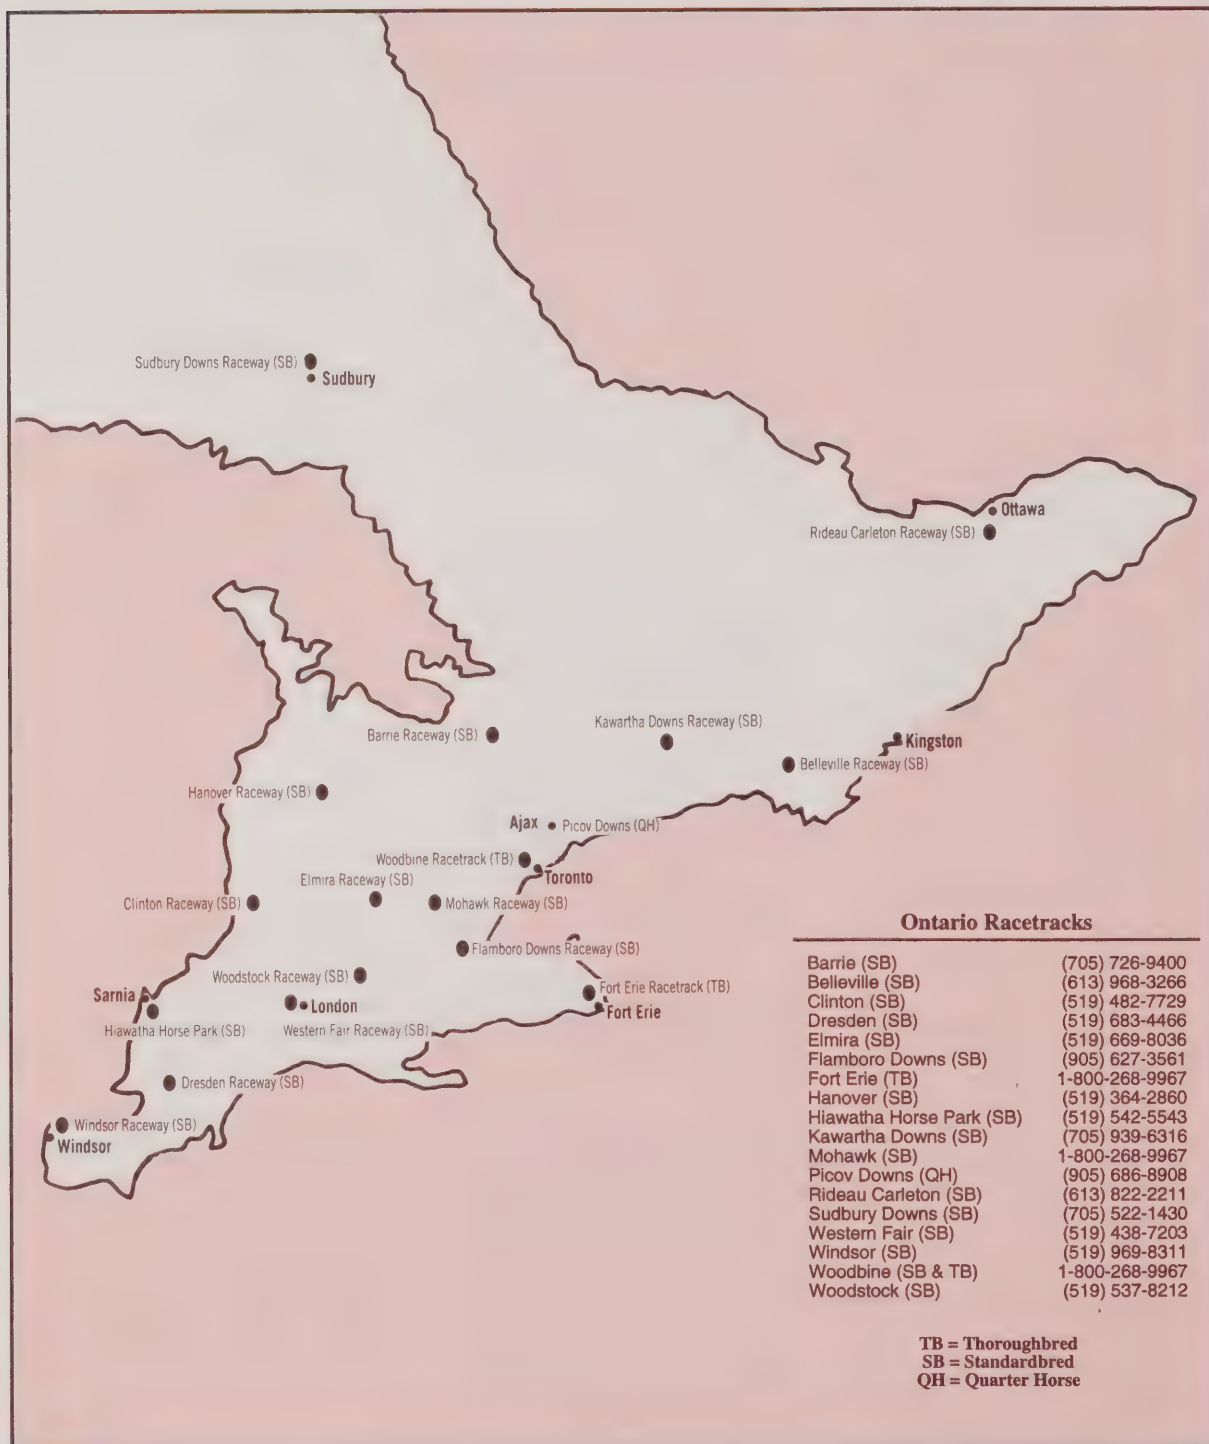 Sudbury Downs Raceway (SB)
Sudbury
Ottawa
Rideau Carleton Raceway (SB)
Kawartha Downs Raceway (SB)
Barrie Raceway (SB)
Kingston
Belleville Raceway (SB)
Hanover Raceway (SB)
Ajax
Picov Downs (QH)
Woodbine Racetrack (TB)
Toronto
Elmira Raceway (SB)
Clinton Raceway (SB)
Mohawk Raceway (SB)
Flamboro Downs Raceway (SB)
Woodstock Raceway (SB)
Fort Erie Racetrack (TB)
Sarnia
London
Fort Erie
Hiawatha Horse Park (SB)
Western Fair Raceway (SB)
Dresden Raceway (SB)
Windsor Raceway (SB)
Windsor
Ontario Racetracks
Barrie (SB) (705) 726-9400
Belleville (SB) (613) 968-3266
Clinton (SB) (519) 482-7729
Dresden (SB) (519) 683-4466
Elmira (SB) (519) 669-8036
Flamboro Downs (SB) (905) 627-3561
Fort Erie (TB) 1-800-268-9967
Hanover (SB) (519) 364-2860
Hiawatha Horse Park (SB) (519) 542-5543
Kawartha Downs (SB) (705) 939-6316
Mohawk (SB) 1-800-268-9967
Picov Downs (QH) (905) 686-8908
Rideau Carleton (SB) (613) 822-2211
Sudbury Downs (SB) (705) 522-1430
Western Fair (SB) (519) 438-7203
Windsor (SB) (519) 969-8311
Woodbine (SB & TB) 1-800-268-9967
Woodstock (SB) (519) 537-8212
TB = Thoroughbred
SB = Standardbred
QH = Quarter Horse